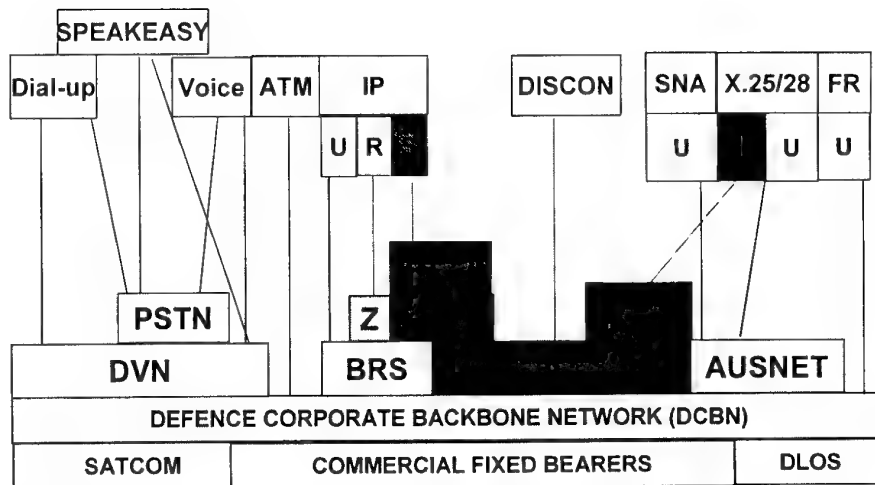 SPEAKEASY
Dial-up Voice ATM IP DISCON SNA X.25/28 FR
U R U U U
PSTN Z
DVN BRS AUSNET
DEFENCE CORPORATE BACKBONE NETWORK (DCBN)
SATCOM COMMERCIAL FIXED BEARERS DLOS